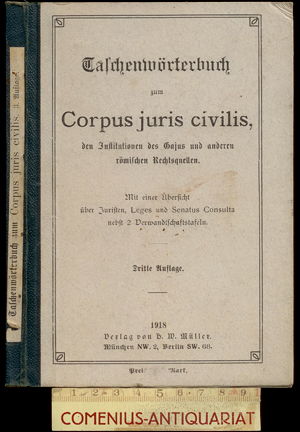 Taschenwörterbuch zum Corpus juris civilis. 3. Auflage.
Taschenwörterbuch
zum
Corpus juris civilis,
den Institutionen des Gajus und anderen
römischen Rechtsquellen.
Mit einer Übersicht
über Juristen, Leges und Senatus Consulta
nebst 2 Verwandtschaftstafeln.
Dritte Auflage.
1918
Verlag von H. W. Müller.
München NW. 2, Berlin SW. 68.
Mark.
1 2 3 4 5 6 7 8 9
COMENIUS-ANTIQUARIAT